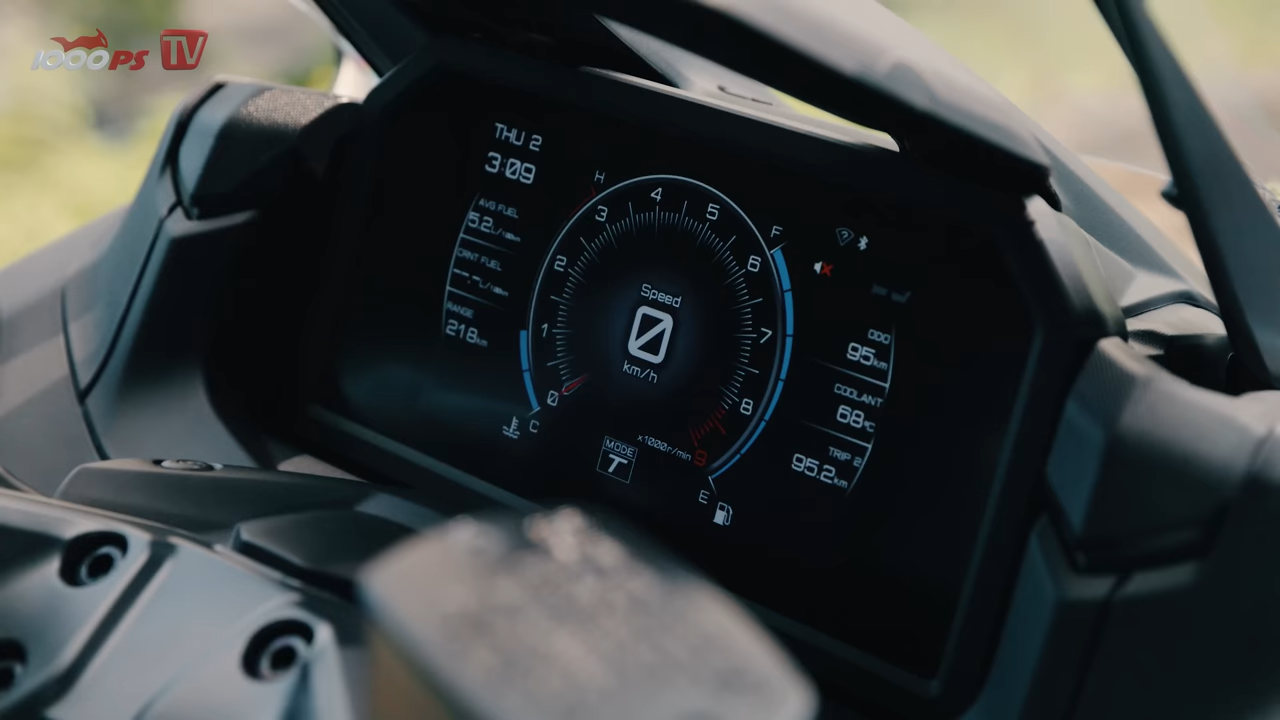 1000PS TV
THU 2
3:09
AVG FUEL
5.2L/100km
CRNT FUEL
--.-L/100km
RANGE
218km
H
C
0
1
2
3
4
5
6
7
8
9
x1000r/min
Speed
0
km/h
MODE
T
F
E
ODO
95km
COOLANT
68°C
TRIP 2
95.2km